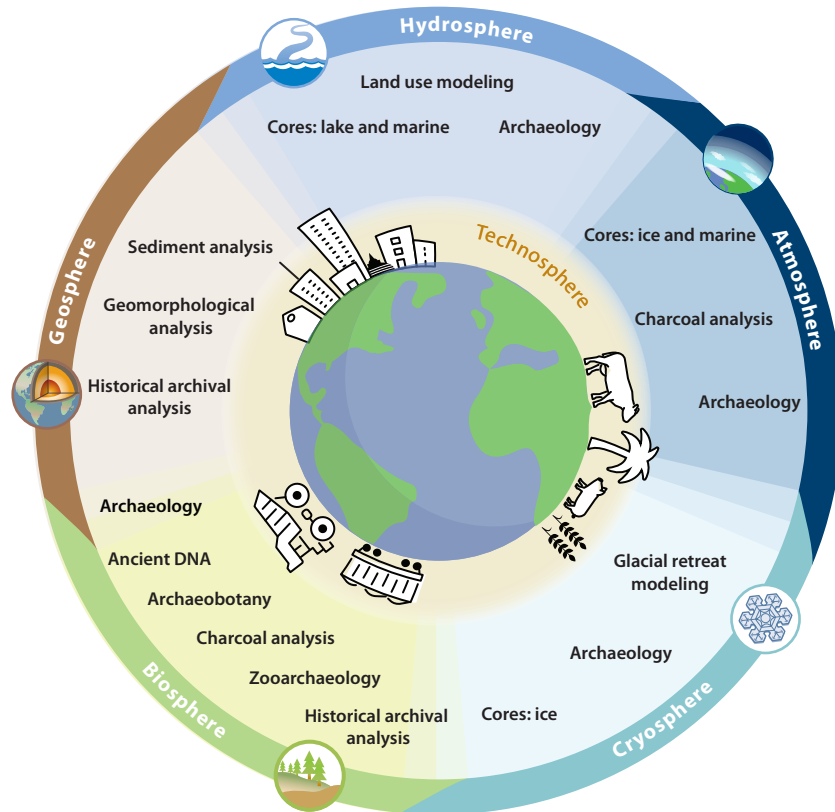 Hydrosphere
Land use modeling
Cores: lake and marine
Archaeology
Atmosphere
Cores: ice and marine
Charcoal analysis
Archaeology
Technosphere
Geosphere
Sediment analysis
Geomorphological
analysis
Historical archival
analysis
Archaeology
Ancient DNA
Archaeobotany
Charcoal analysis
Zooarchaeology
Historical archival
analysis
Biosphere
Glacial retreat
modeling
Archaeology
Cores: ice
Cryosphere